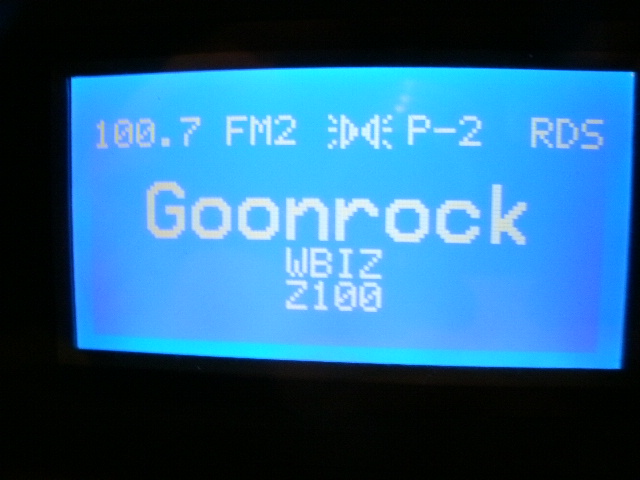 100.7 FM2 P-2 RDS
Goonrock
WBIZ
Z100